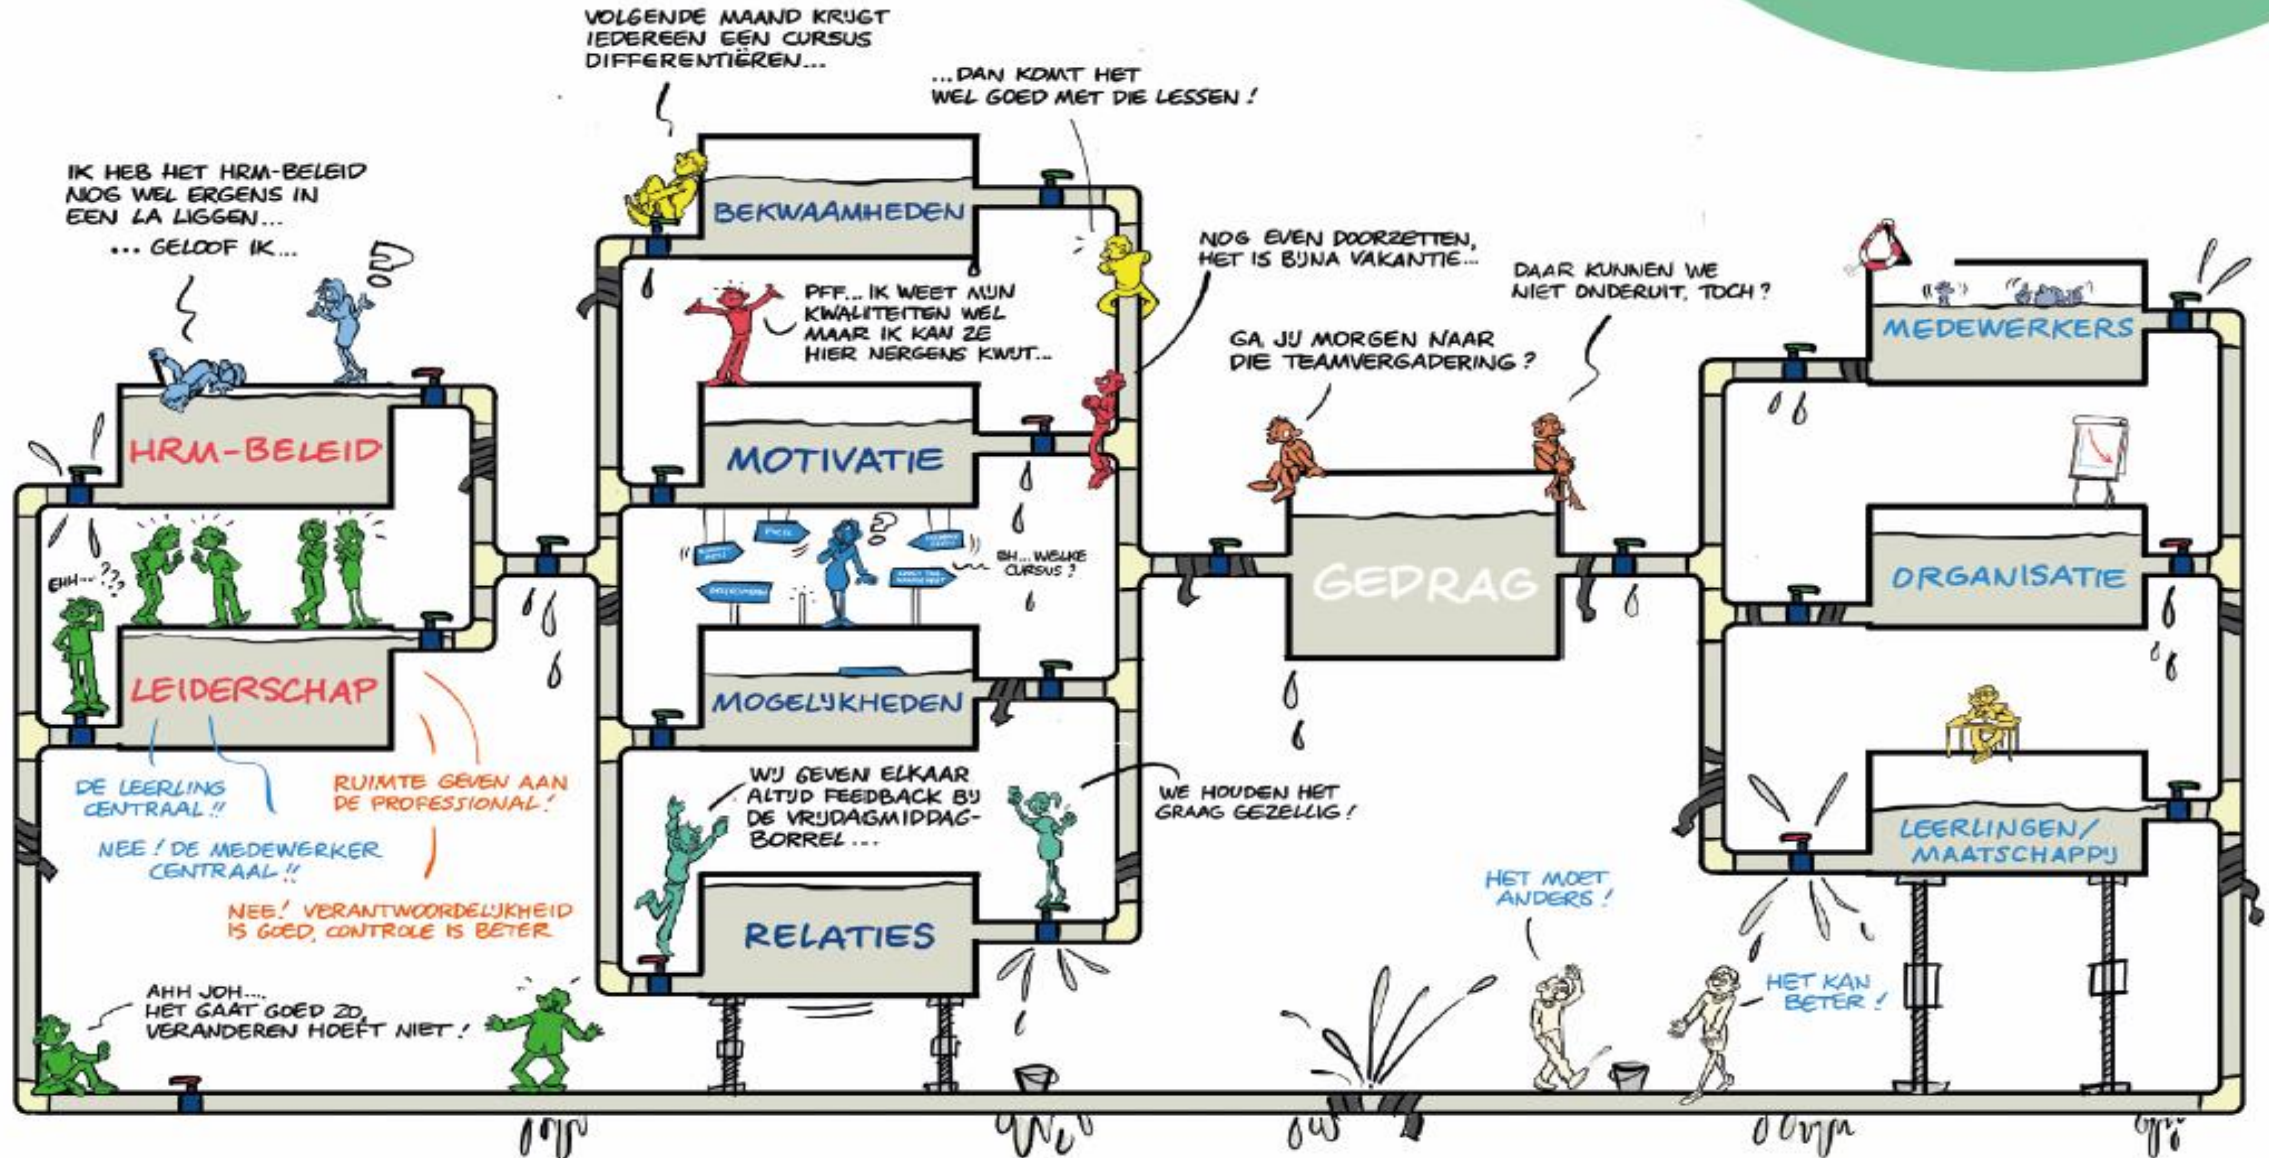 VOLGENDE MAAND KRIJGT
IEDEREEN EEN CURSUS
DIFFERENTIËREN...
...DAN KOMT HET
WEL GOED MET DIE LESSEN!
IK HEB HET HRM-BELEID
NOG WEL ERGENS IN
EEN LA LIGGEN...
... GELOOF IK...
?
BEKWAAMHEDEN
NOG EVEN DOORZETTEN,
HET IS BIJNA VAKANTIE...
DAAR KUNNEN WE
NIET ONDERUIT, TOCH?
PFF... IK WEET MIJN
KWALITEITEN WEL
MAAR IK KAN ZE
HIER NERGENS KWIJT...
GA JIJ MORGEN NAAR
DIE TEAMVERGADERING?
MEDEWERKERS
HRM-BELEID
MOTIVATIE
EHH...???
?
EH... WELKE
CURSUS?
GEDRAG
ORGANISATIE
LEIDERSCHAP
MOGELIJKHEDEN
DE LEERLING
CENTRAAL!!
RUIMTE GEVEN AAN
DE PROFESSIONAL!
NEE! DE MEDEWERKER
CENTRAAL!!
NEE! VERANTWOORDELIJKHEID
IS GOED, CONTROLE IS BETER
WIJ GEVEN ELKAAR
ALTIJD FEEDBACK BIJ
DE VRIJDAGMIDDAG-
BORREL...
WE HOUDEN HET
GRAAG GEZELLIG!
LEERLINGEN/
MAATSCHAPPIJ
RELATIES
HET MOET
ANDERS!
HET KAN
BETER!
AHH JOH...
HET GAAT GOED ZO,
VERANDEREN HOEFT NIET!